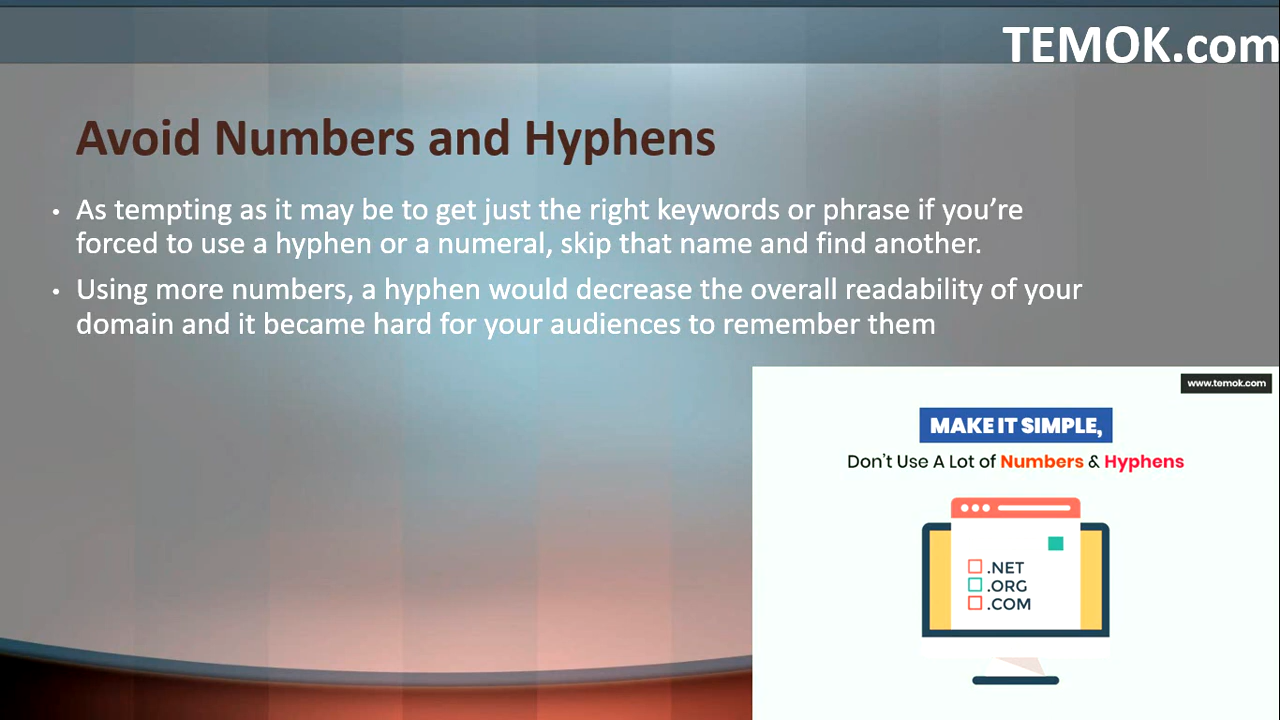 TEMOK.com
Avoid Numbers and Hyphens
• As tempting as it may be to get just the right keywords or phrase if you’re
forced to use a hyphen or a numeral, skip that name and find another.
• Using more numbers, a hyphen would decrease the overall readability of your
domain and it became hard for your audiences to remember them
www.temok.com
MAKE IT SIMPLE,
Don’t Use A Lot of Numbers & Hyphens
.NET
.ORG
.COM